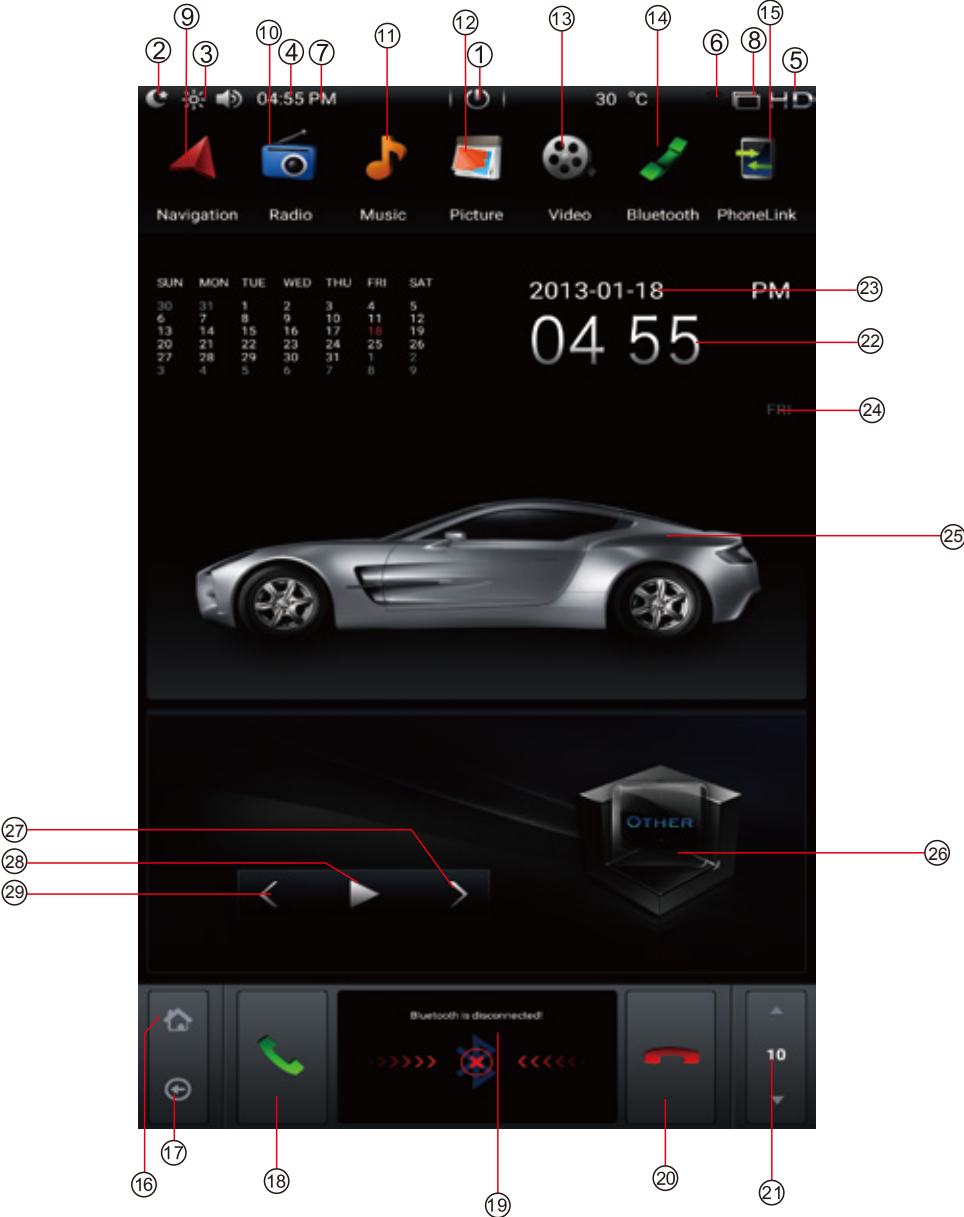 ⑨ ⑩ ④ ⑦ ⑪ ⑫ ① ⑬ ⑭ ⑥ ⑧ ⑮ ⑤
② ③
04:55 PM 30 °C HD
Navigation Radio Music Picture Video Bluetooth PhoneLink
SUN MON TUE WED THU FRI SAT
30 31 1 2 3 4 5
6 7 8 9 10 11 12
13 14 15 16 17 18 19
20 21 22 23 24 25 26
27 28 29 30 31 1 2
3 4 5 6 7 8 9
2013-01-18 PM ㉓
04 55 ㉒
FRI ㉔
㉕
㉗
OTHER
㉘
㉖
㉙
Bluetooth is disconnected!
⑯
10
⑰
⑱
⑲
⑳
㉑